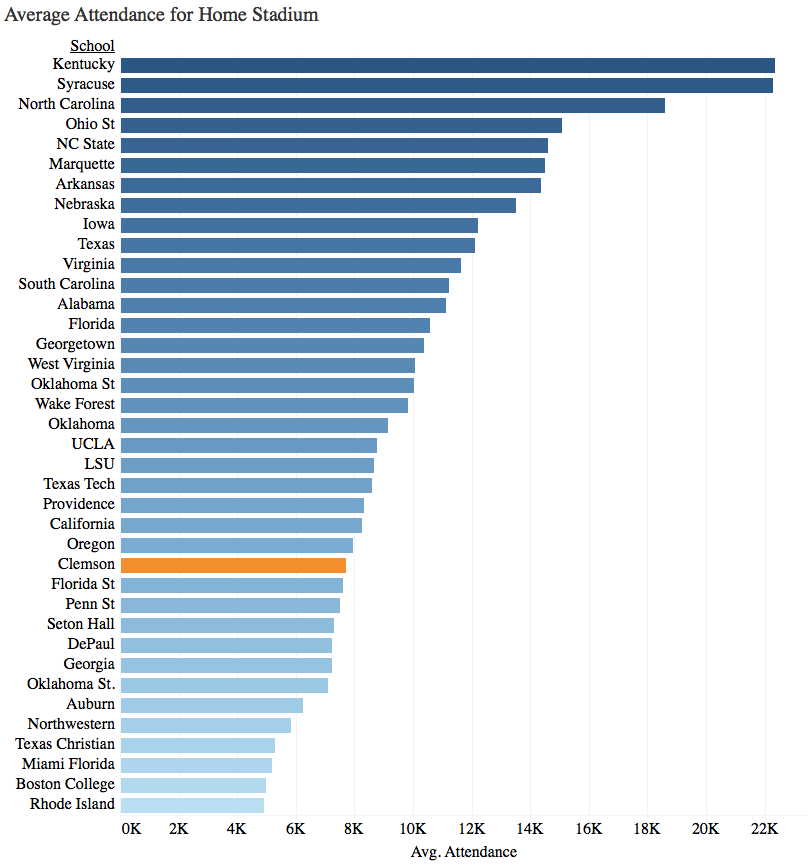 Average Attendance for Home Stadium
School
Kentucky
Syracuse
North Carolina
Ohio St
NC State
Marquette
Arkansas
Nebraska
Iowa
Texas
Virginia
South Carolina
Alabama
Florida
Georgetown
West Virginia
Oklahoma St
Wake Forest
Oklahoma
UCLA
LSU
Texas Tech
Providence
California
Oregon
Clemson
Florida St
Penn St
Seton Hall
DePaul
Georgia
Oklahoma St.
Auburn
Northwestern
Texas Christian
Miami Florida
Boston College
Rhode Island
0K 2K 4K 6K 8K 10K 12K 14K 16K 18K 20K 22K
Avg. Attendance